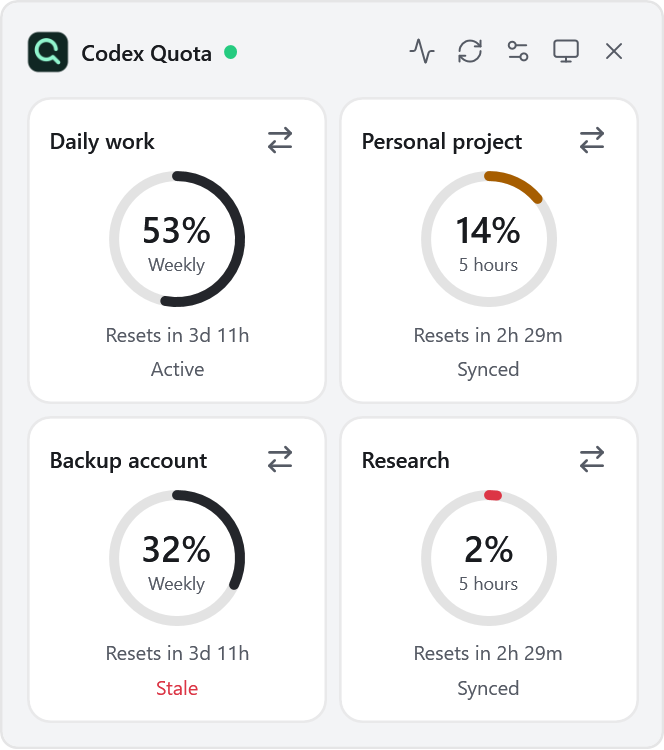 Codex Quota
Daily work
53%
Weekly
Resets in 3d 11h
Active
Personal project
14%
5 hours
Resets in 2h 29m
Synced
Backup account
32%
Weekly
Resets in 3d 11h
Stale
Research
2%
5 hours
Resets in 2h 29m
Synced